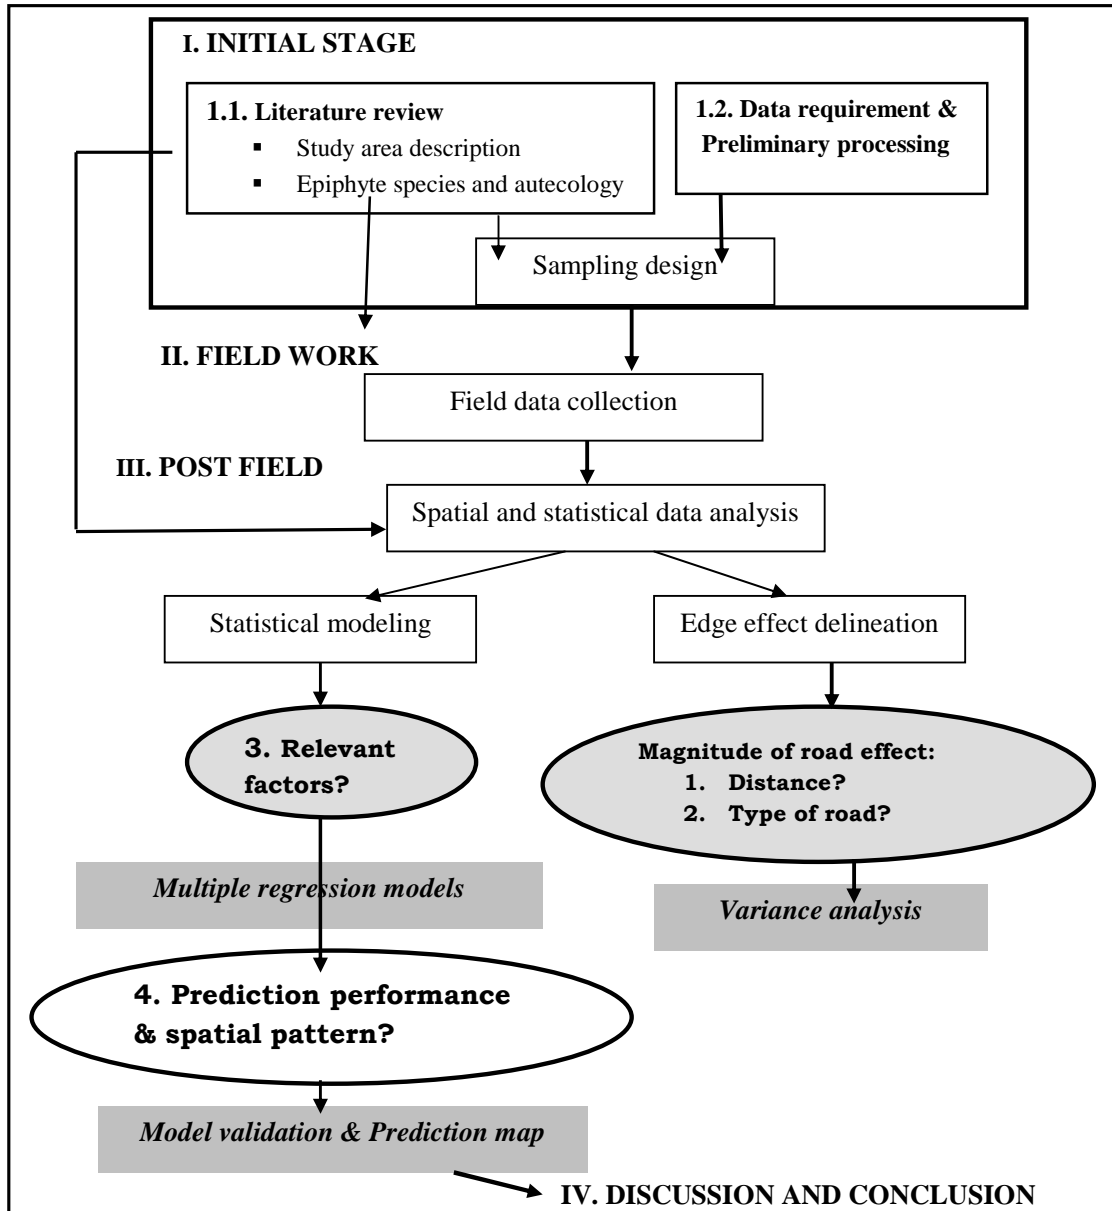 I. INITIAL STAGE
1.1. Literature review
▪ Study area description
▪ Epiphyte species and autecology
1.2. Data requirement &
Preliminary processing
Sampling design
II. FIELD WORK
Field data collection
III. POST FIELD
Spatial and statistical data analysis
Statistical modeling
Edge effect delineation
3. Relevant
factors?
Magnitude of road effect:
1. Distance?
2. Type of road?
Multiple regression models
Variance analysis
4. Prediction performance
& spatial pattern?
Model validation & Prediction map
IV. DISCUSSION AND CONCLUSION